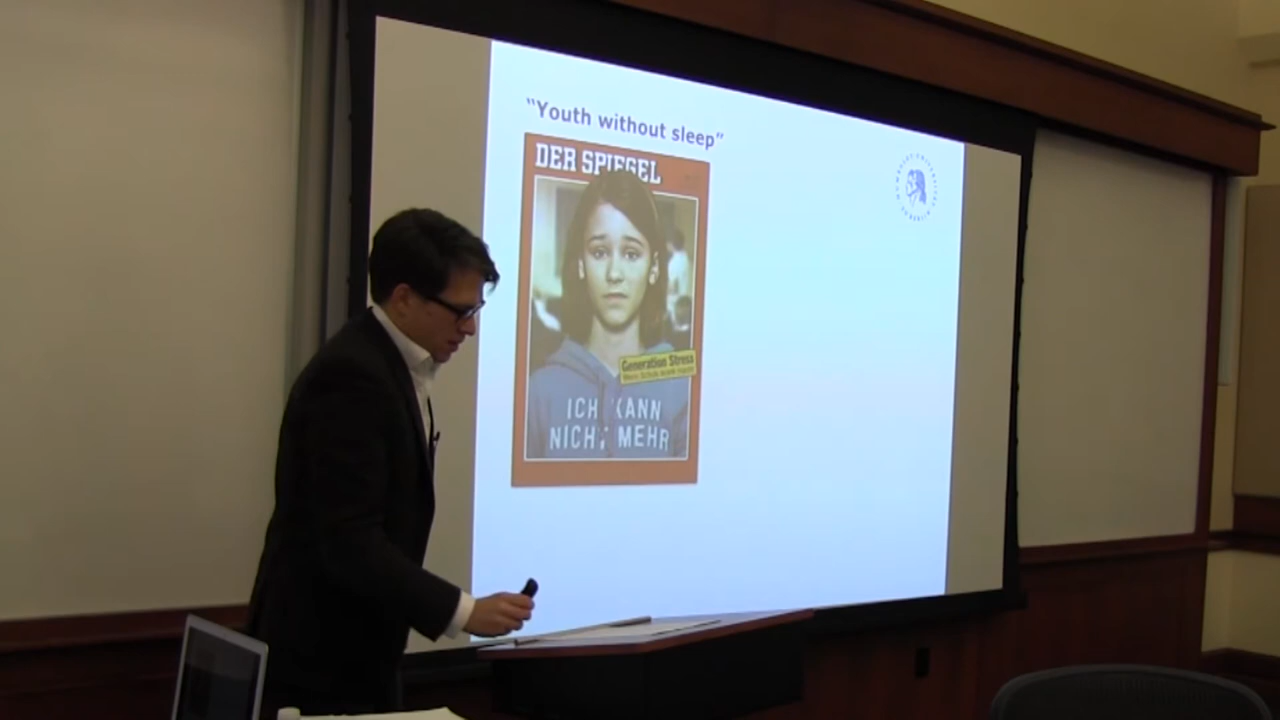 “Youth without sleep”
DER SPIEGEL
Generation Stress
ICH KANN
NICHT MEHR